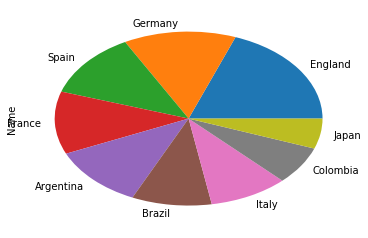 Germany
Spain
England
Name
France
Japan
Colombia
Argentina
Italy
Brazil